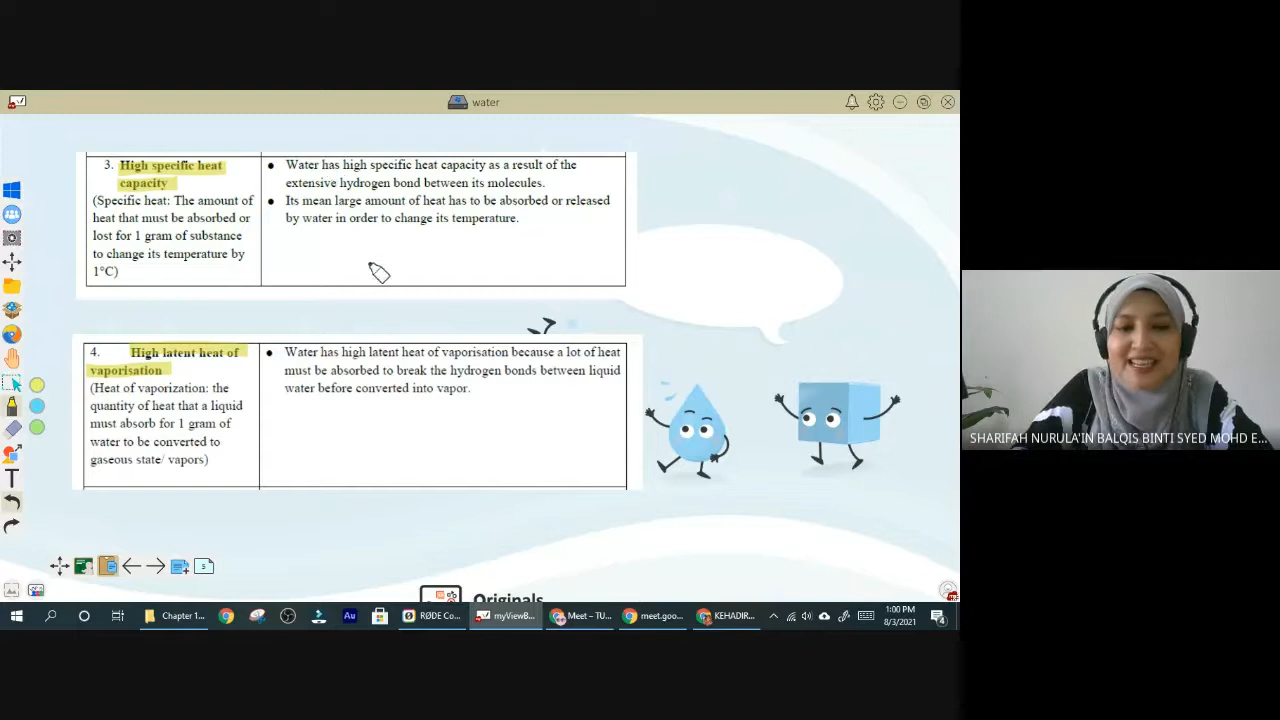 water
3. High specific heat
capacity
(Specific heat: The amount of
heat that must be absorbed or
lost for 1 gram of substance
to change its temperature by
1°C)
● Water has high specific heat capacity as a result of the
extensive hydrogen bond between its molecules.
● Its mean large amount of heat has to be absorbed or released
by water in order to change its temperature.
4. High latent heat of
vaporisation
(Heat of vaporization: the
quantity of heat that a liquid
must absorb for 1 gram of
water to be converted to
gaseous state/ vapors)
● Water has high latent heat of vaporisation because a lot of heat
must be absorbed to break the hydrogen bonds between liquid
water before converted into vapor.
SHARIFAH NURULA'IN BALQIS BINTI SYED MOHD E...
T
5
Originals
Chapter 1...
Au
RØDE Co...
myViewB...
Meet – TU...
meet.goo...
KEHADIR...
1:00 PM
8/3/2021
4